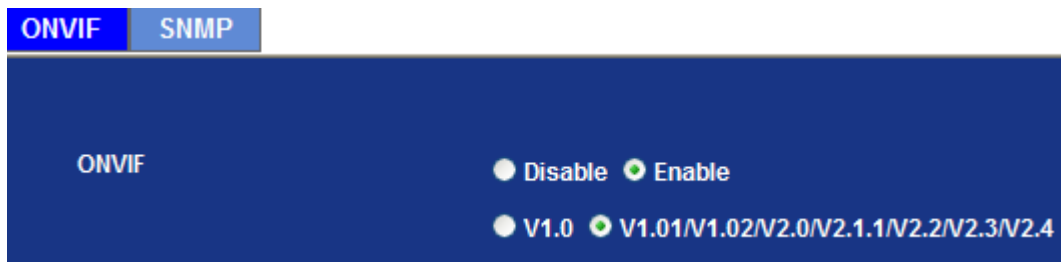 ONVIF SNMP
ONVIF
Disable Enable
V1.0 V1.01/V1.02/V2.0/V2.1.1/V2.2/V2.3/V2.4